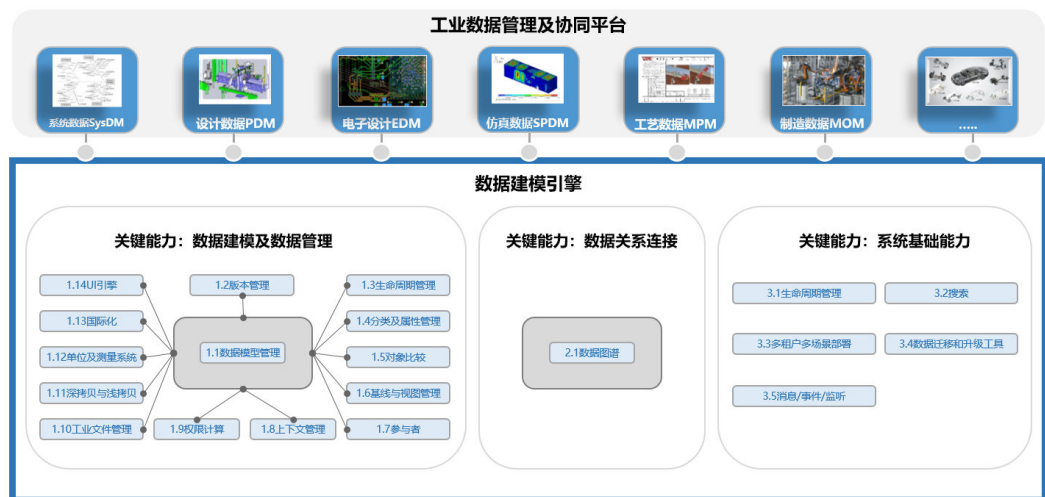 工业数据管理及协同平台
系统数据SysDM
设计数据PDM
电子设计EDM
仿真数据SPDM
工艺数据MPM
制造数据MOM
.....
数据建模引擎
关键能力：数据建模及数据管理
关键能力：数据关系连接
关键能力：系统基础能力
1.14UI引擎
1.2版本管理
1.3生命周期管理
1.13国际化
1.4分类及属性管理
1.1数据模型管理
1.12单位及测量系统
1.5对象比较
1.11深拷贝与浅拷贝
1.6基线与视图管理
1.10工业文件管理
1.9权限计算
1.8上下文管理
1.7参与者
2.1数据图谱
3.1生命周期管理
3.2搜索
3.3多租户多场景部署
3.4数据迁移和升级工具
3.5消息/事件/监听